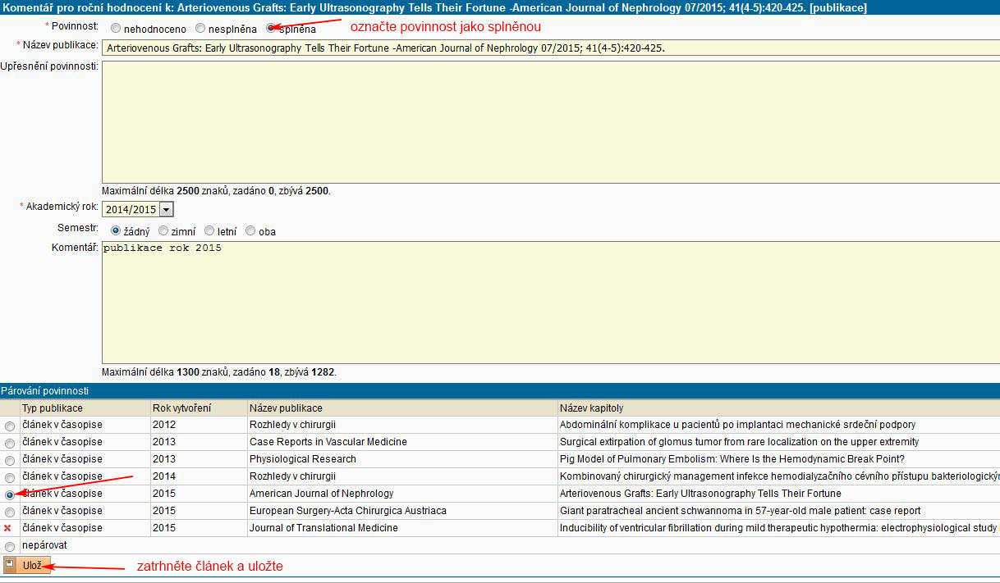 Komentář pro roční hodnocení k: Arteriovenous Grafts: Early Ultrasonography Tells Their Fortune -American Journal of Nephrology 07/2015; 41(4-5):420-425. [publikace]
* Povinnost: nehodnoceno nesplněna splněna označte povinnost jako splněnou
* Název publikace: Arteriovenous Grafts: Early Ultrasonography Tells Their Fortune -American Journal of Nephrology 07/2015; 41(4-5):420-425.
Upřesnění povinnosti:
Maximální délka 2500 znaků, zadáno 0, zbývá 2500.
* Akademický rok: 2014/2015
Semestr: žádný zimní letní oba
Komentář: publikace rok 2015
Maximální délka 1300 znaků, zadáno 18, zbývá 1282.
Párování povinnosti
Typ publikace Rok vytvoření Název publikace Název kapitoly
článek v časopise 2012 Rozhledy v chirurgii Abdominální komplikace u pacientů po implantaci mechanické srdeční podpory
článek v časopise 2013 Case Reports in Vascular Medicine Surgical extirpation of glomus tumor from rare localization on the upper extremity
článek v časopise 2013 Physiological Research Pig Model of Pulmonary Embolism: Where Is the Hemodynamic Break Point?
článek v časopise 2014 Rozhledy v chirurgii Kombinovaný chirurgický management infekce hemodialyzačního cévního přístupu bakteriologickým
článek v časopise 2015 American Journal of Nephrology Arteriovenous Grafts: Early Ultrasonography Tells Their Fortune
článek v časopise 2015 European Surgery-Acta Chirurgica Austriaca Giant paratracheal ancient schwannoma in 57-year-old male patient: case report
článek v časopise 2015 Journal of Translational Medicine Inducibility of ventricular fibrillation during mild therapeutic hypothermia: electrophysiological study
nepárovat
Ulož zatrhněte článek a uložte